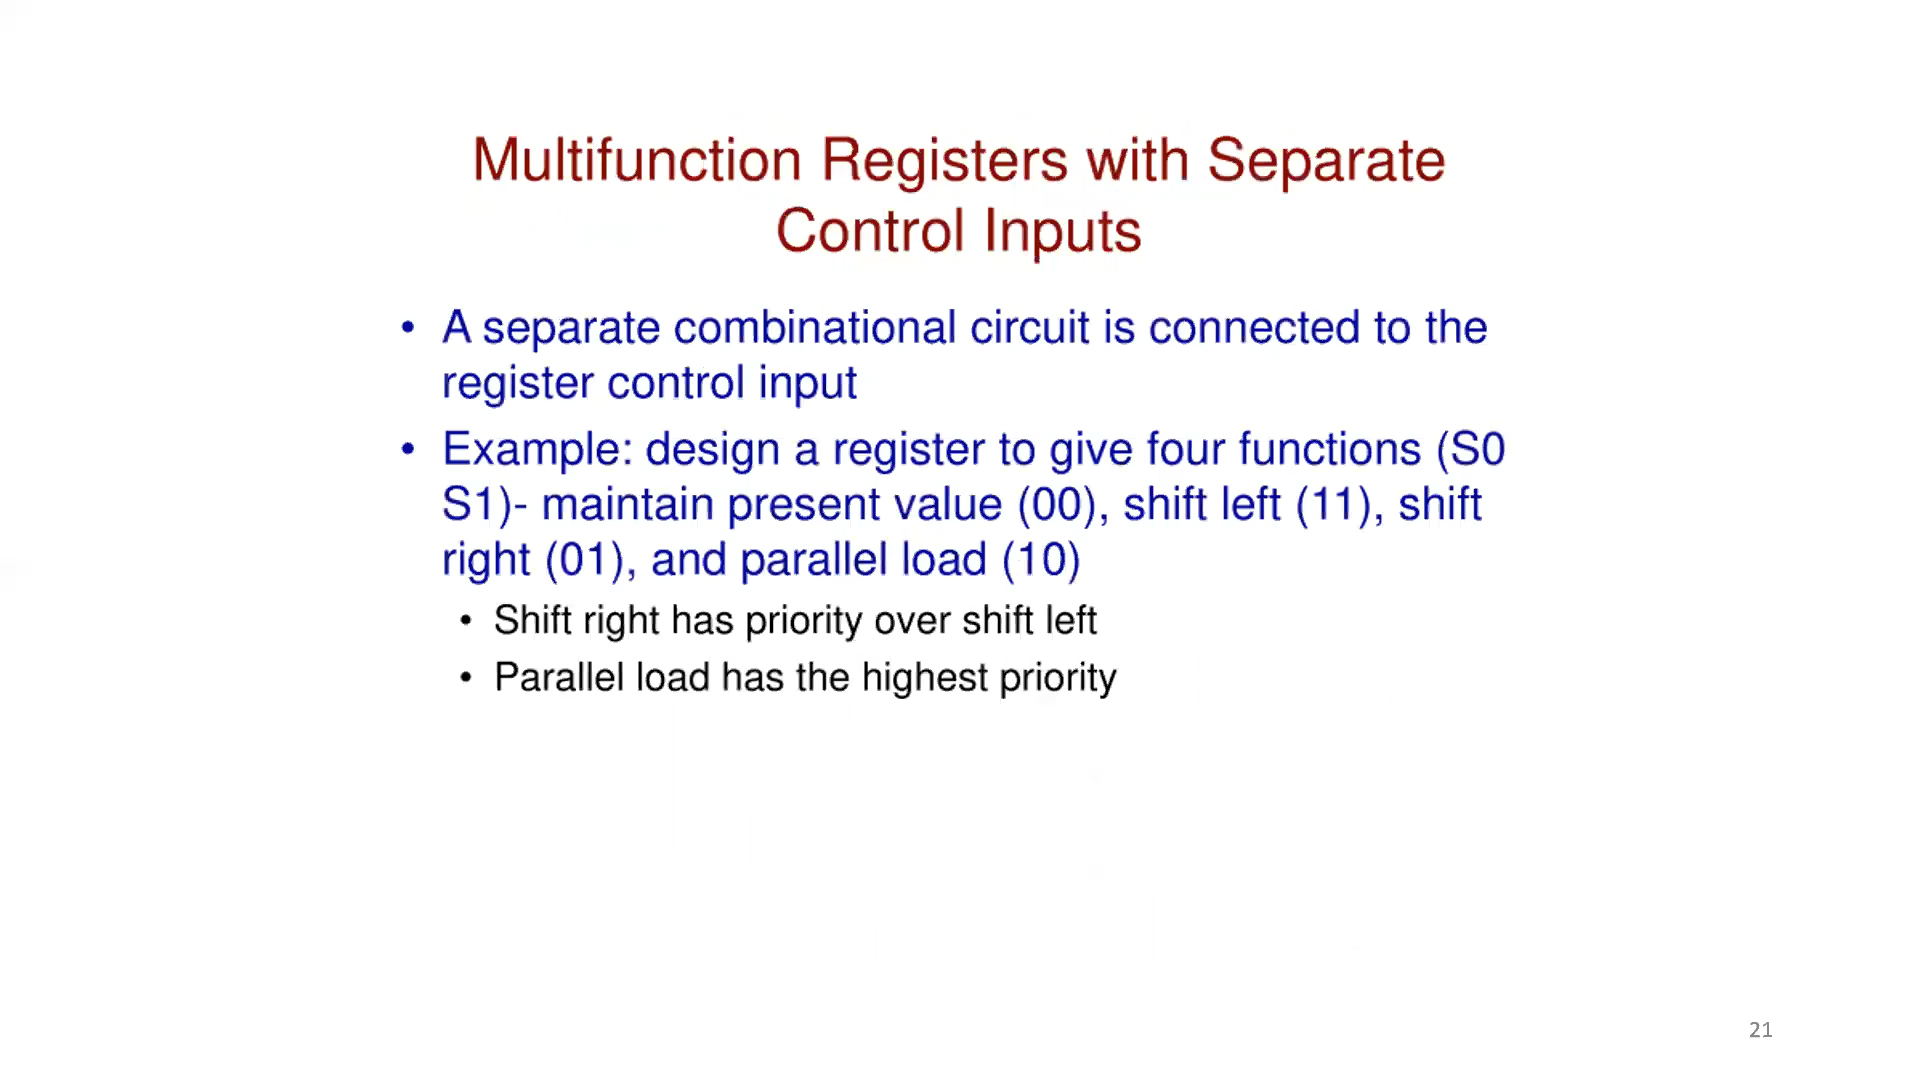 Multifunction Registers with Separate
Control Inputs
• A separate combinational circuit is connected to the
register control input
• Example: design a register to give four functions (S0
S1)- maintain present value (00), shift left (11), shift
right (01), and parallel load (10)
• Shift right has priority over shift left
• Parallel load has the highest priority
21